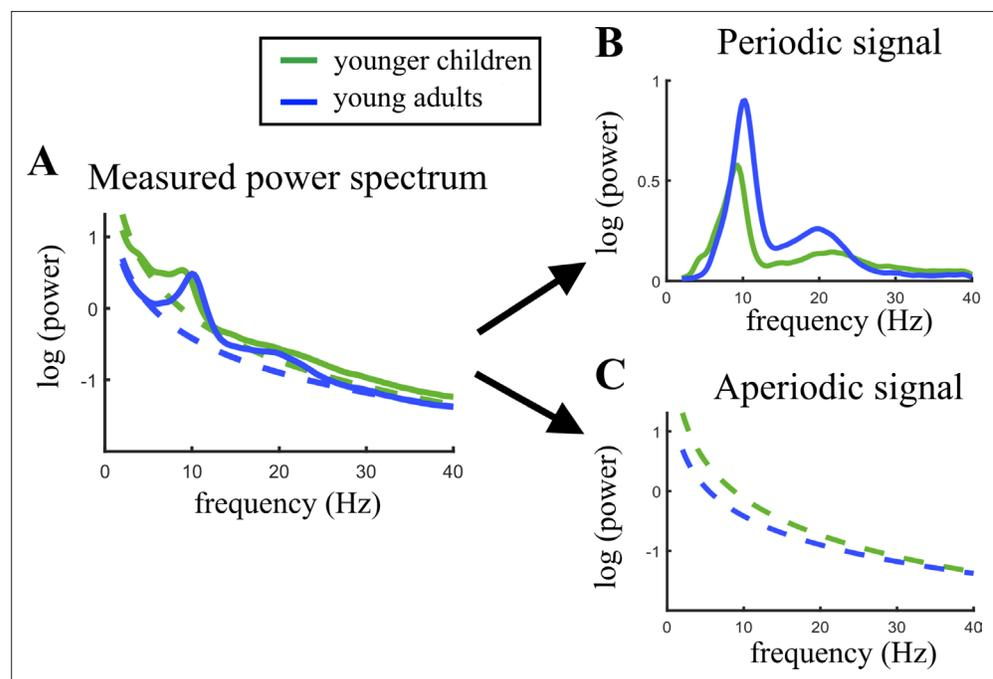 younger children
young adults
A
Measured power spectrum
log (power)
1
0
-1
0
10
20
30
40
frequency (Hz)
B
Periodic signal
log (power)
1
0.5
0
0
10
20
30
40
frequency (Hz)
C
Aperiodic signal
log (power)
1
0
-1
0
10
20
30
40
frequency (Hz)